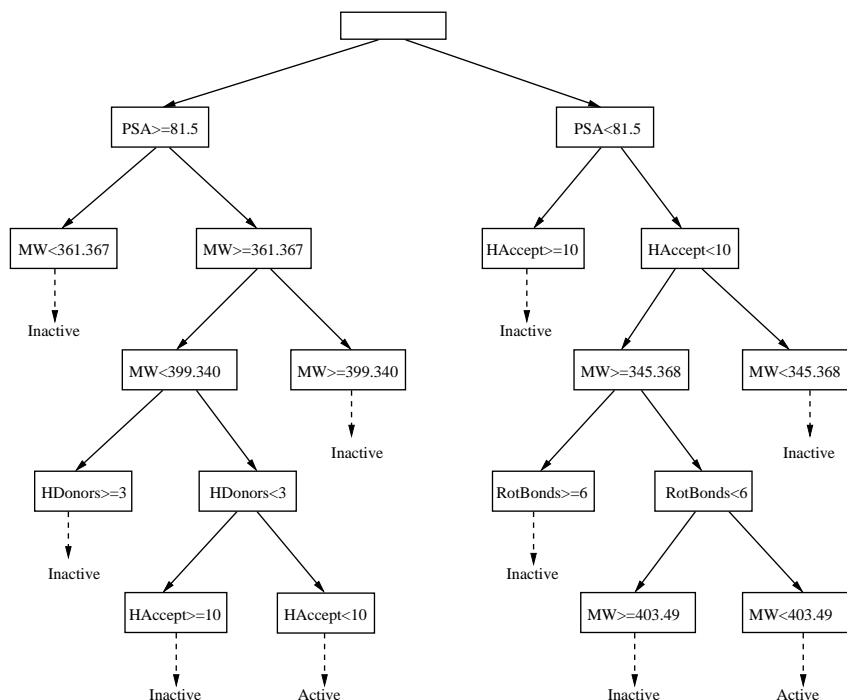 PSA>=81.5
PSA<81.5
MW<361.367
MW>=361.367
HAccept>=10
HAccept<10
Inactive
Inactive
MW<399.340
MW>=399.340
MW>=345.368
MW<345.368
Inactive
Inactive
HDonors>=3
HDonors<3
RotBonds>=6
RotBonds<6
Inactive
Inactive
HAccept>=10
HAccept<10
MW>=403.49
MW<403.49
Inactive
Active
Inactive
Active